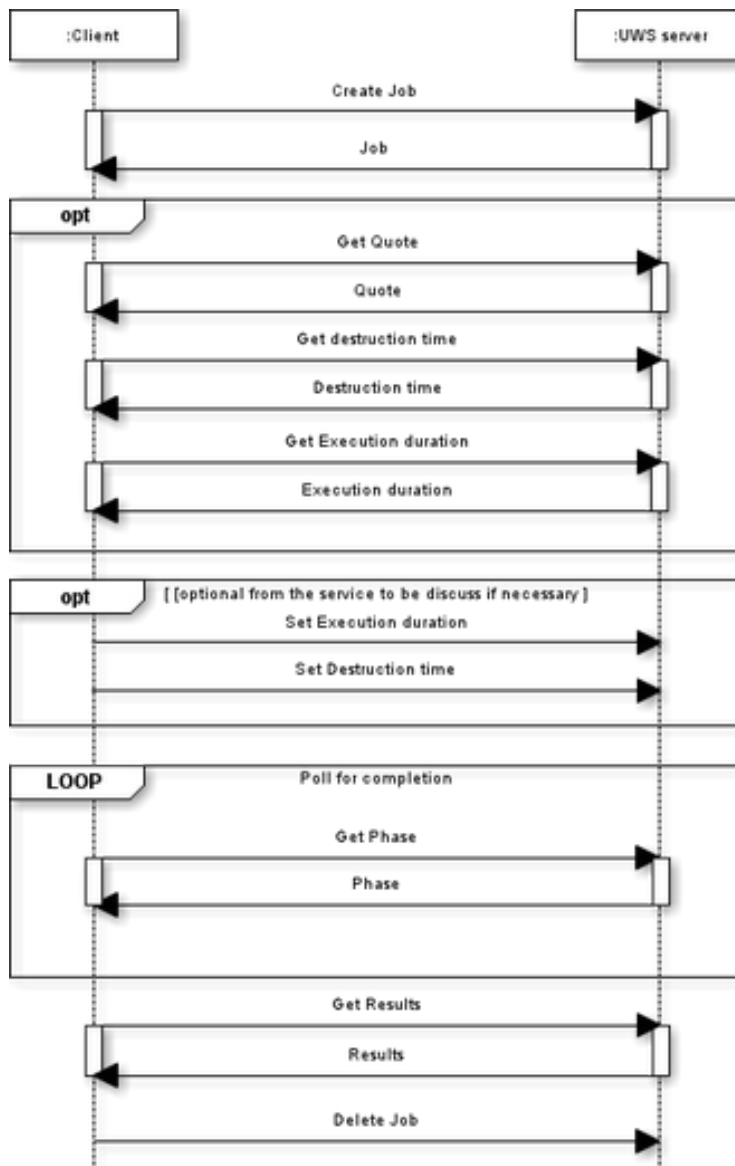 :Client
:UWS server
Create Job
Job
opt
Get Quote
Quote
Get destruction time
Destruction time
Get Execution duration
Execution duration
opt
[ [optional from the service to be discuss if necessary ]
Set Execution duration
Set Destruction time
LOOP
Poll for completion
Get Phase
Phase
Get Results
Results
Delete Job